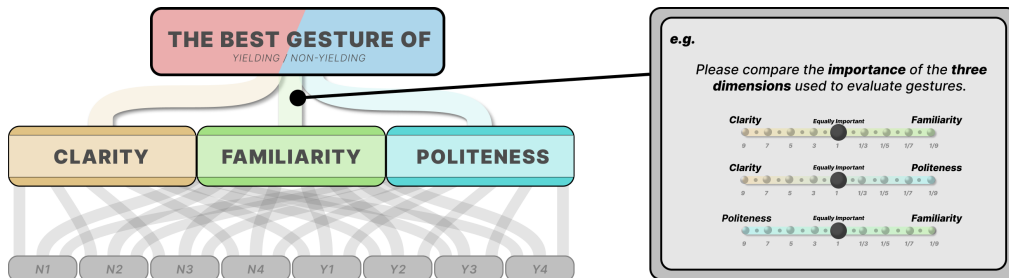 THE BEST GESTURE OF
YIELDING / NON-YIELDING
CLARITY
FAMILIARITY
POLITENESS
N1
N2
N3
N4
Y1
Y2
Y3
Y4
e.g.
Please compare the importance of the three
dimensions used to evaluate gestures.
Clarity Equally Important Familiarity
9 7 5 3 1 1/3 1/5 1/7 1/9
Clarity Equally Important Politeness
9 7 5 3 1 1/3 1/5 1/7 1/9
Politeness Equally Important Familiarity
9 7 5 3 1 1/3 1/5 1/7 1/9